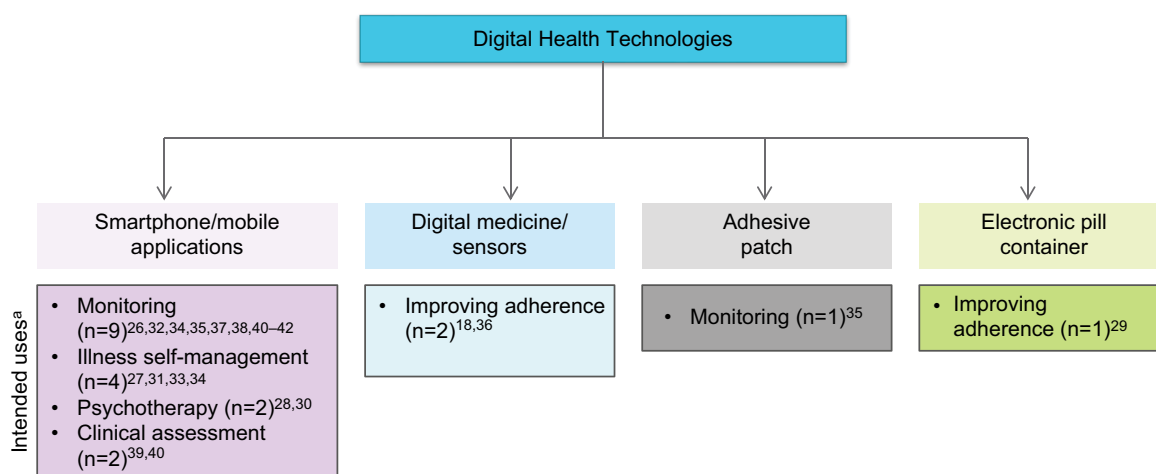 Digital Health Technologies
Smartphone/mobile
applications
Digital medicine/
sensors
Adhesive
patch
Electronic pill
container
Intended usesᵃ
• Monitoring
(n=9)26,32,34,35,37,38,40–42
• Illness self-management
(n=4)27,31,33,34
• Psychotherapy (n=2)28,30
• Clinical assessment
(n=2)39,40
• Improving adherence
(n=2)18,36
• Monitoring (n=1)35
• Improving
adherence (n=1)29